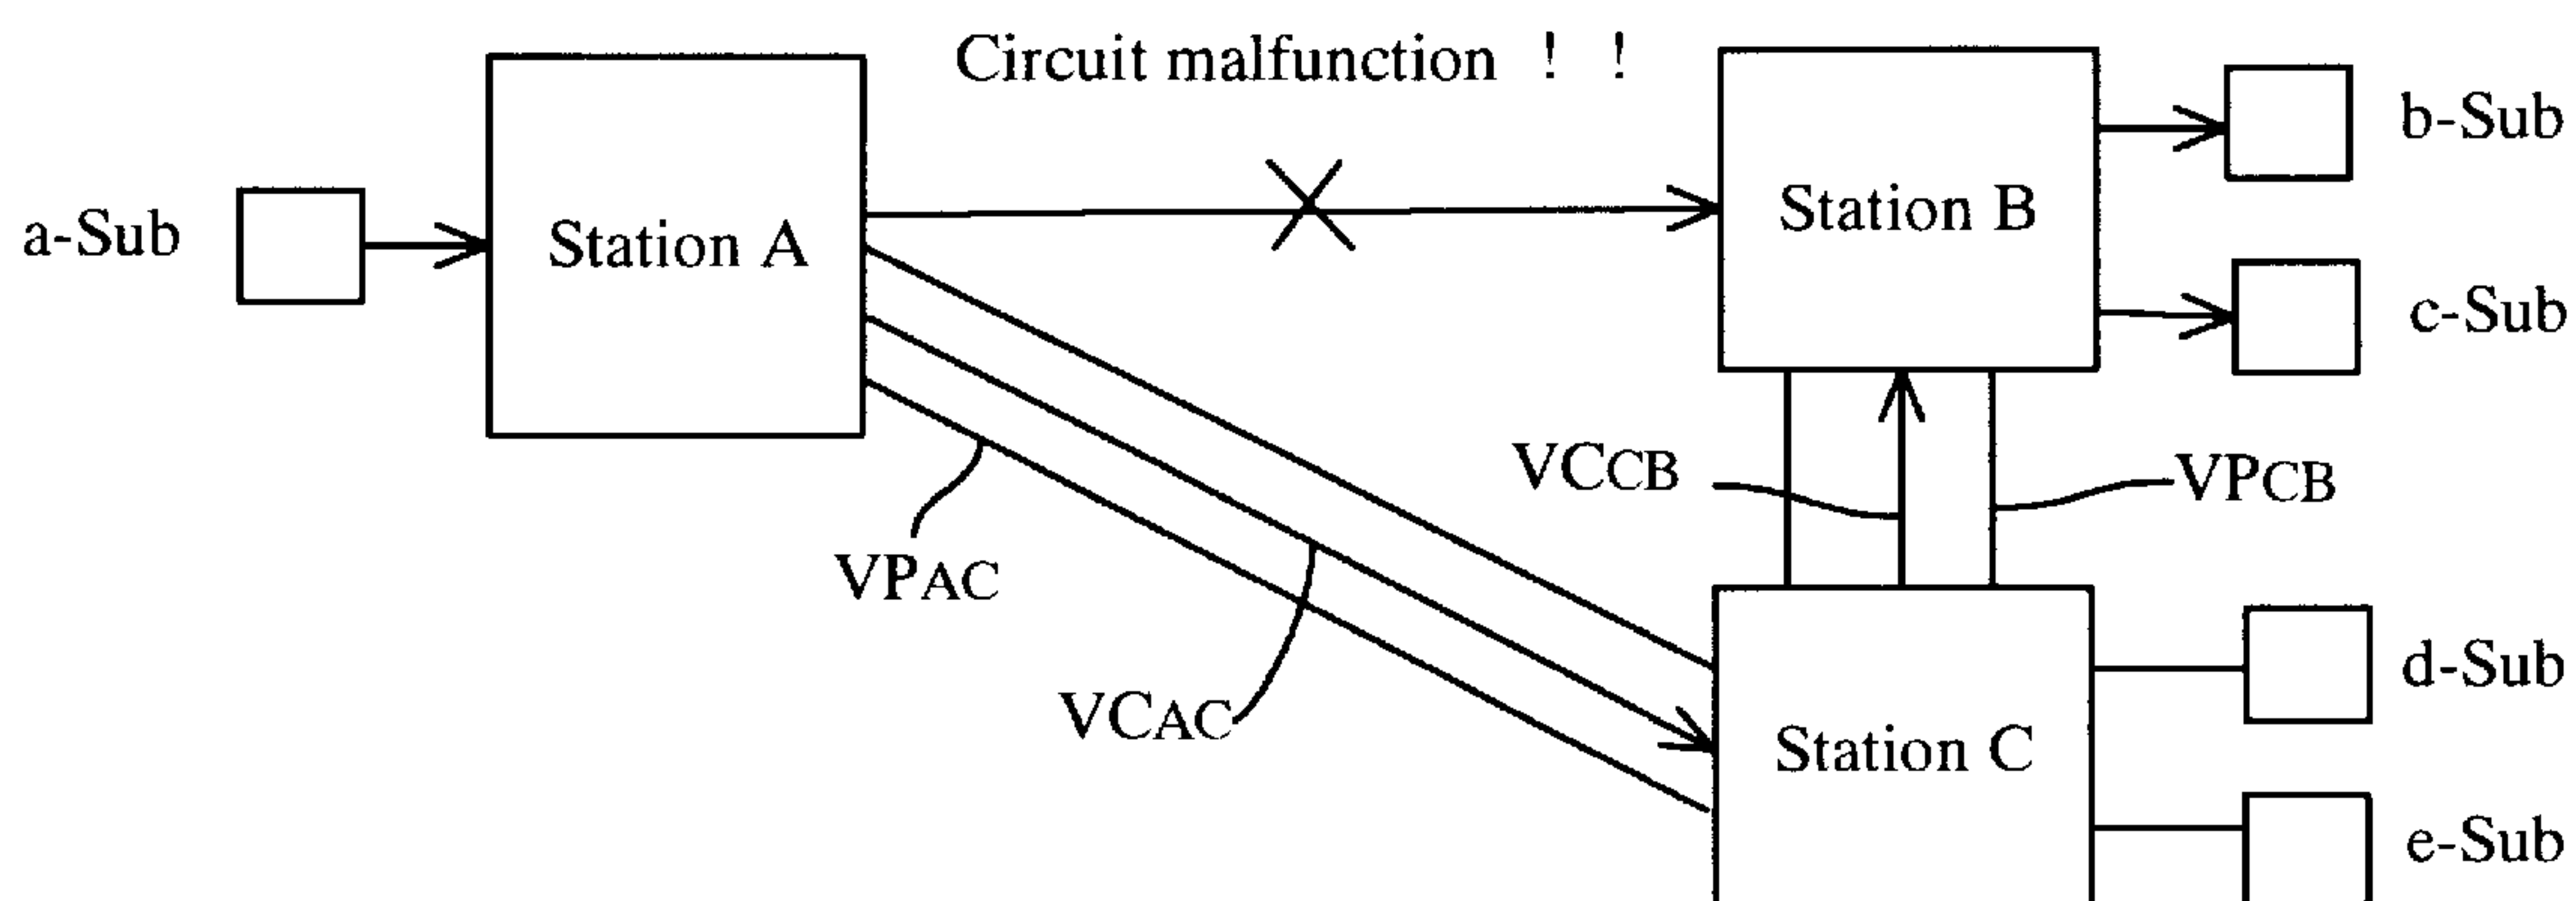 Circuit malfunction ! !
b-Sub
Station B
a-Sub
Station A
c-Sub
VCCB
VPCB
VPAC
d-Sub
VCAC
Station C
e-Sub